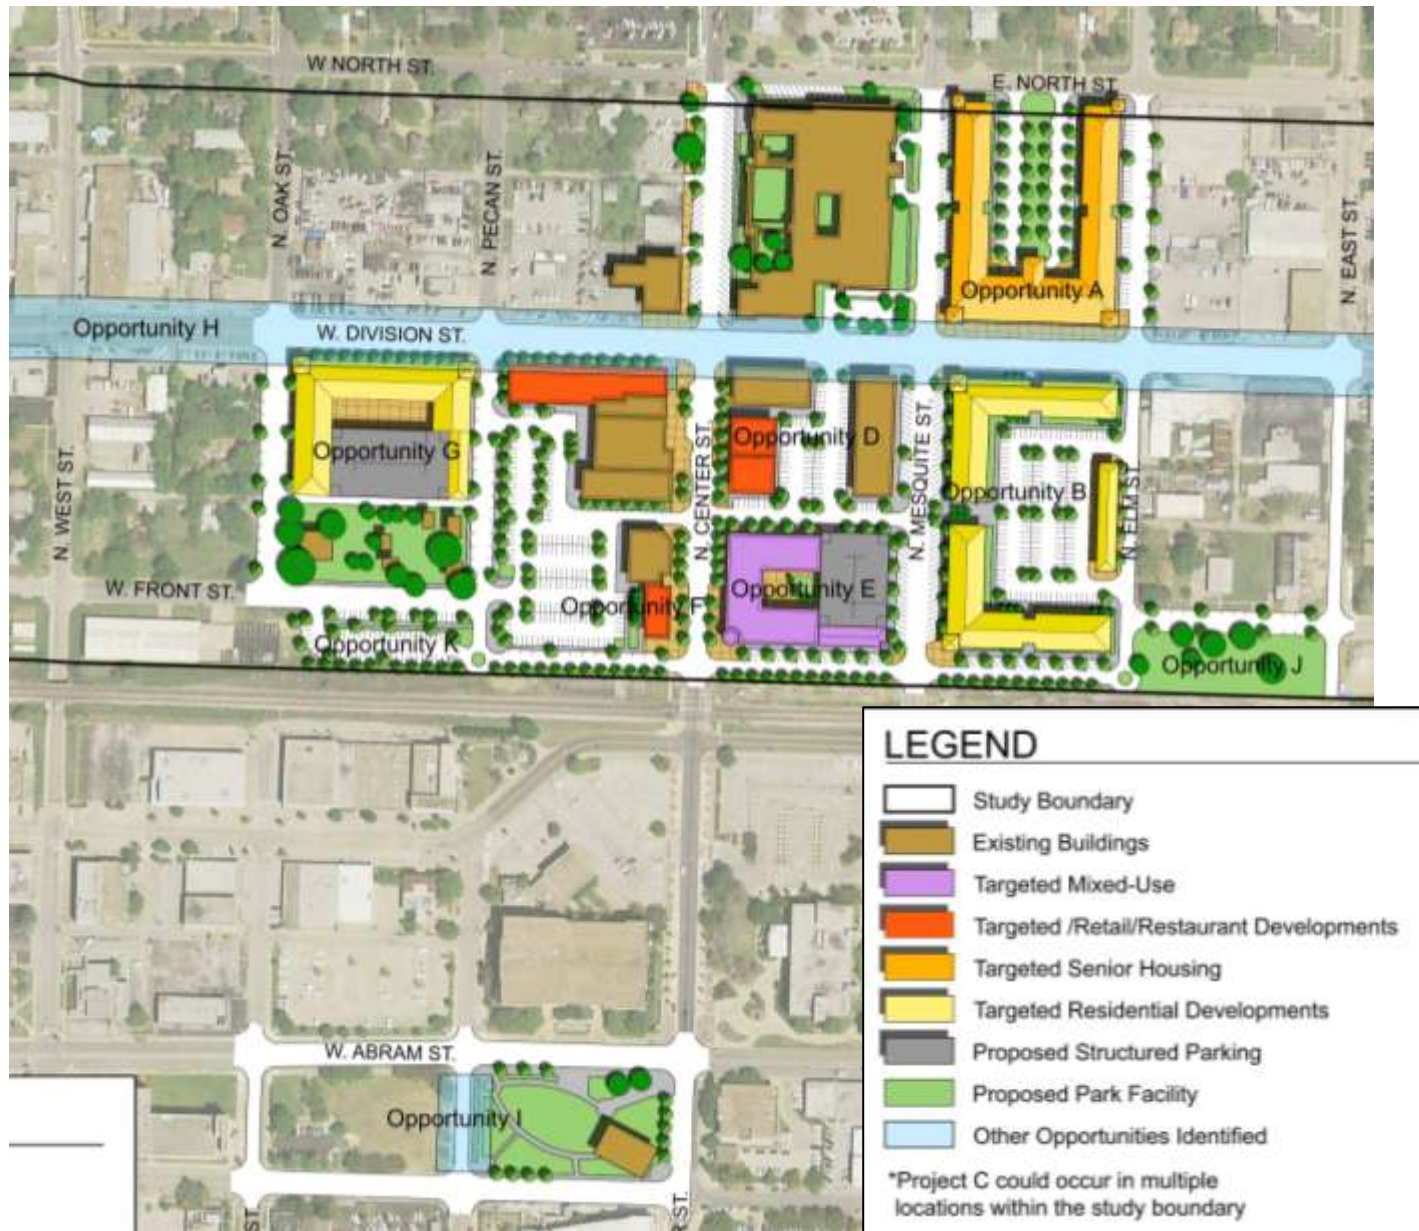 W NORTH ST.
E. NORTH ST.
N. OAK ST.
N. PECAN ST.
N. EAST ST.
Opportunity A
Opportunity H
W. DIVISION ST.
Opportunity G
Opportunity D
N. CENTER ST.
N. MESQUITE ST.
Opportunity B
N. ELM ST.
N. WEST ST.
W. FRONT ST.
Opportunity F
Opportunity E
Opportunity K
Opportunity J
LEGEND
Study Boundary
Existing Buildings
Targeted Mixed-Use
Targeted /Retail/Restaurant Developments
Targeted Senior Housing
Targeted Residential Developments
Proposed Structured Parking
Proposed Park Facility
Other Opportunities Identified
*Project C could occur in multiple
locations within the study boundary
W. ABRAM ST.
Opportunity I
ST.
R ST.